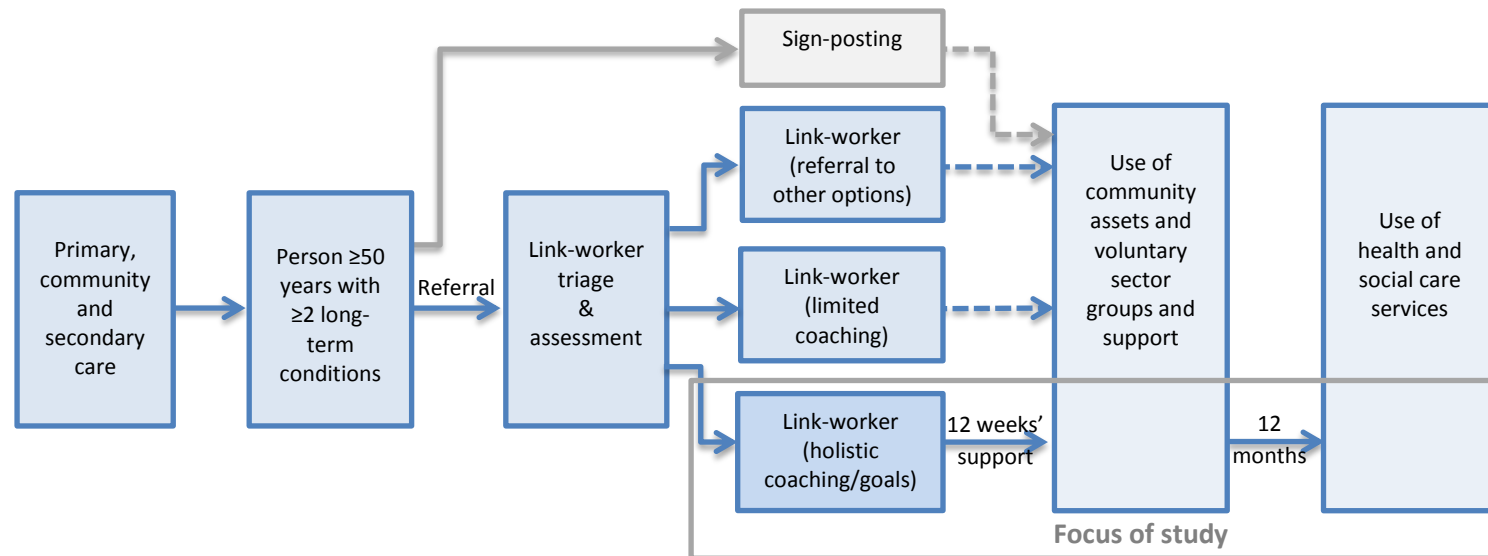 Sign-posting
Primary,
community
and
secondary
care
Person ≥50
years with
≥2 long-
term
conditions
Referral
Link-worker
triage
&
assessment
Link-worker
(referral to
other options)
Link-worker
(limited
coaching)
Link-worker
(holistic
coaching/goals)
12 weeks’
support
Use of
community
assets and
voluntary
sector
groups and
support
12
months
Use of
health and
social care
services
Focus of study